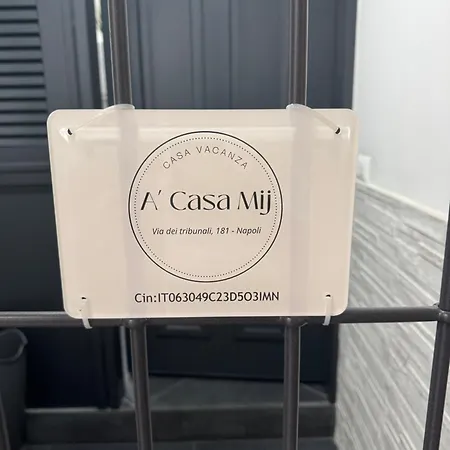 CASA VACANZA
A' Casa Mij
Via dei tribunali, 181 - Napoli
Cin:IT063049C23D5O3IMN